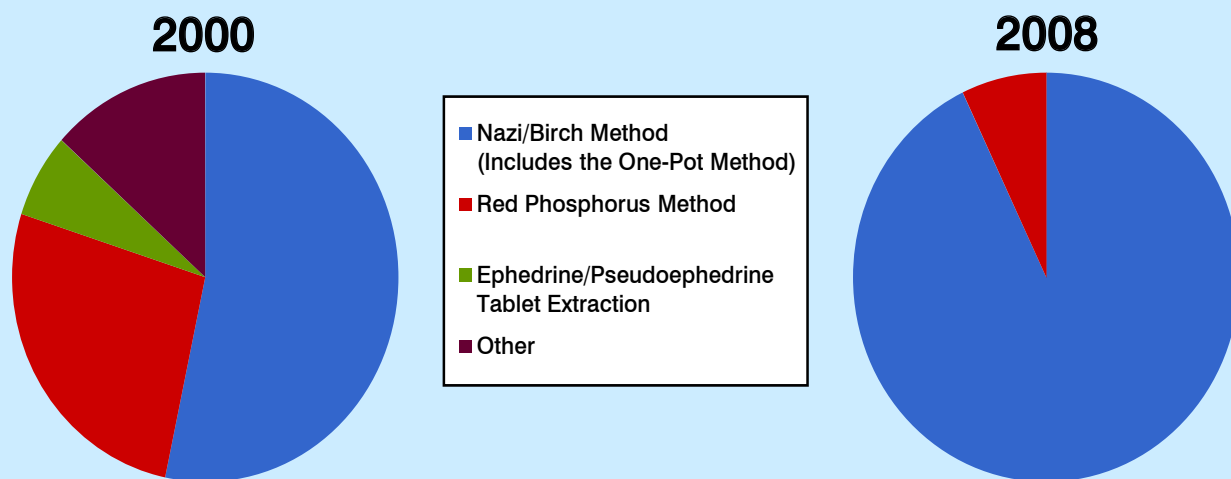 2000
2008
Nazi/Birch Method
(Includes the One-Pot Method)
Red Phosphorus Method
Ephedrine/Pseudoephedrine
Tablet Extraction
Other